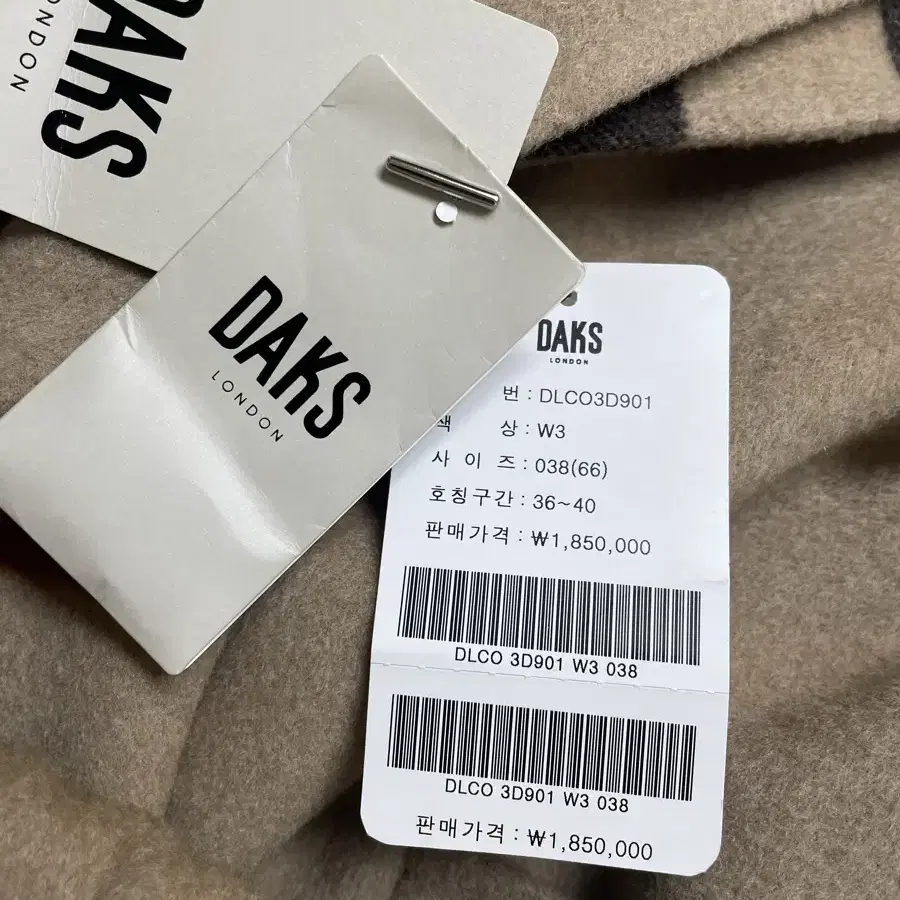 DAKS
LONDON
DAKS
LONDON
DAKS
LONDON
번 : DLCO3D901
색 상 : W3
사 이 즈 : 038(66)
호칭구간 : 36~40
판매가격 : ₩1,850,000
DLCO 3D901 W3 038
DLCO 3D901 W3 038
판매가격 : ₩1,850,000